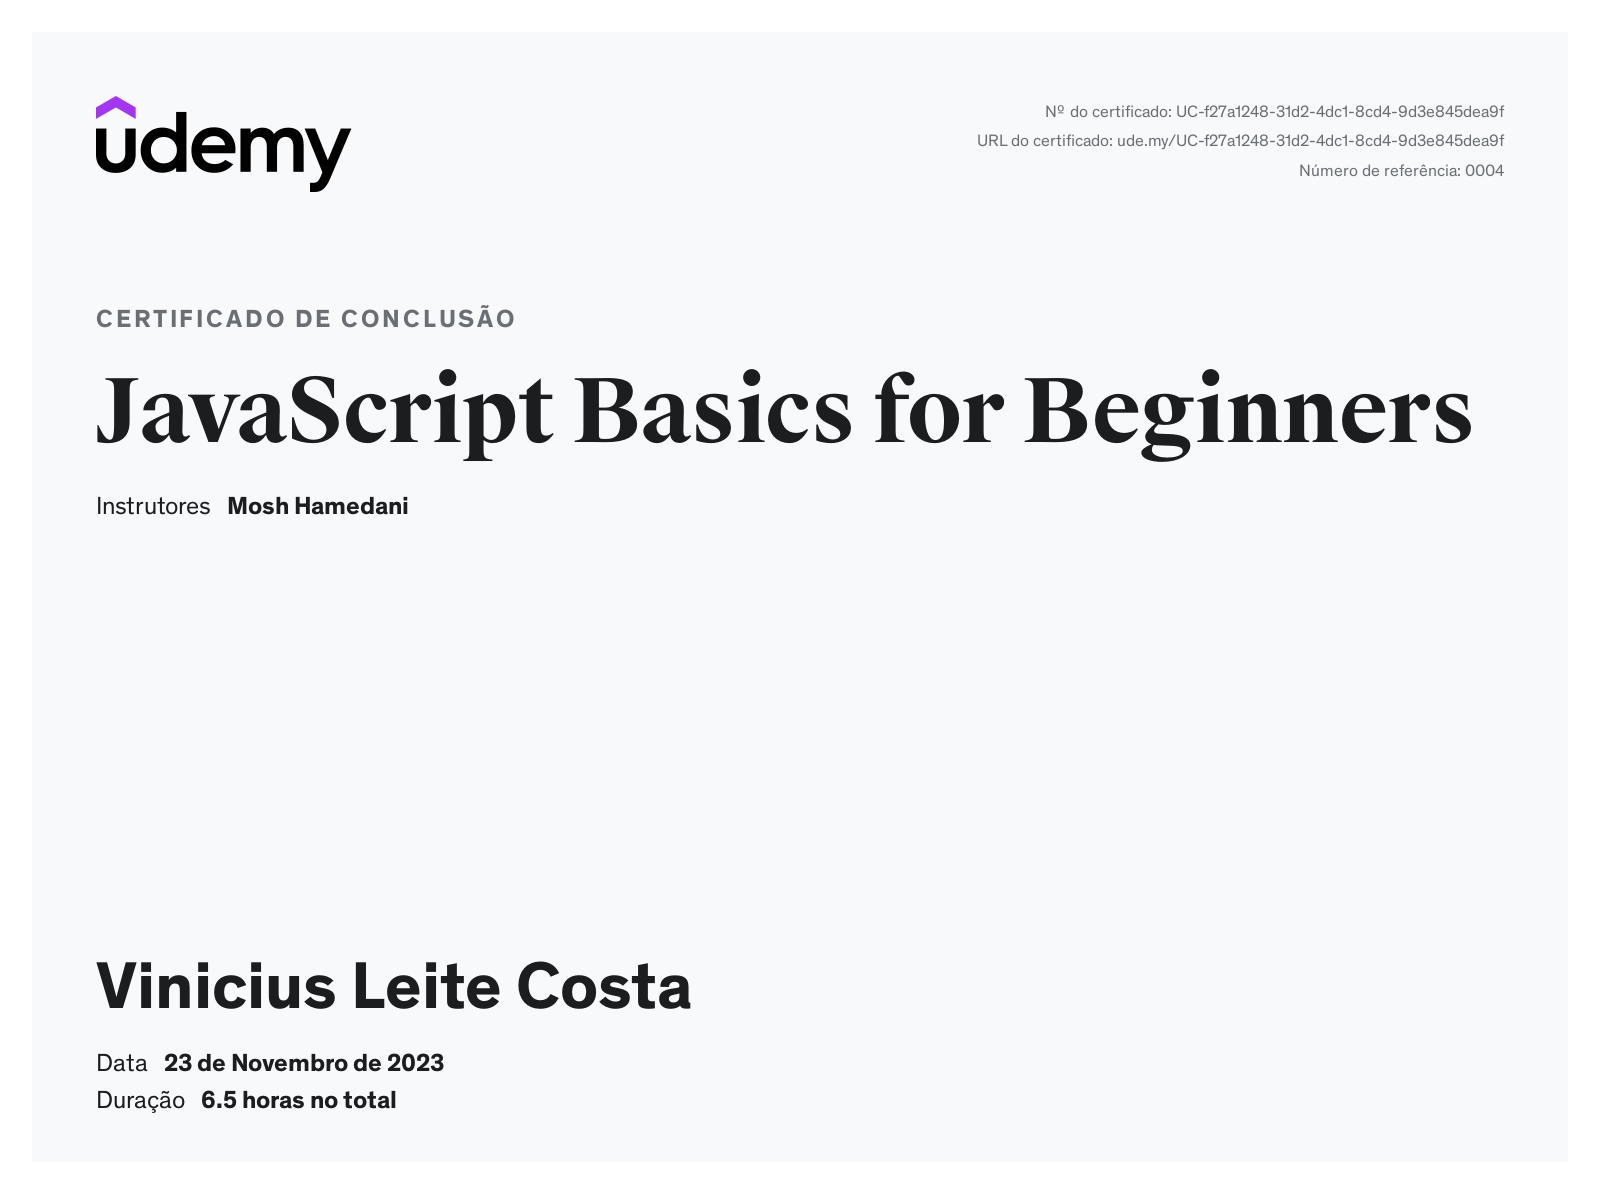 udemy
Nº do certificado: UC-f27a1248-31d2-4dc1-8cd4-9d3e845dea9f
URL do certificado: ude.my/UC-f27a1248-31d2-4dc1-8cd4-9d3e845dea9f
Número de referência: 0004
CERTIFICADO DE CONCLUSÃO
JavaScript Basics for Beginners
Instrutores Mosh Hamedani
Vinicius Leite Costa
Data 23 de Novembro de 2023
Duração 6.5 horas no total